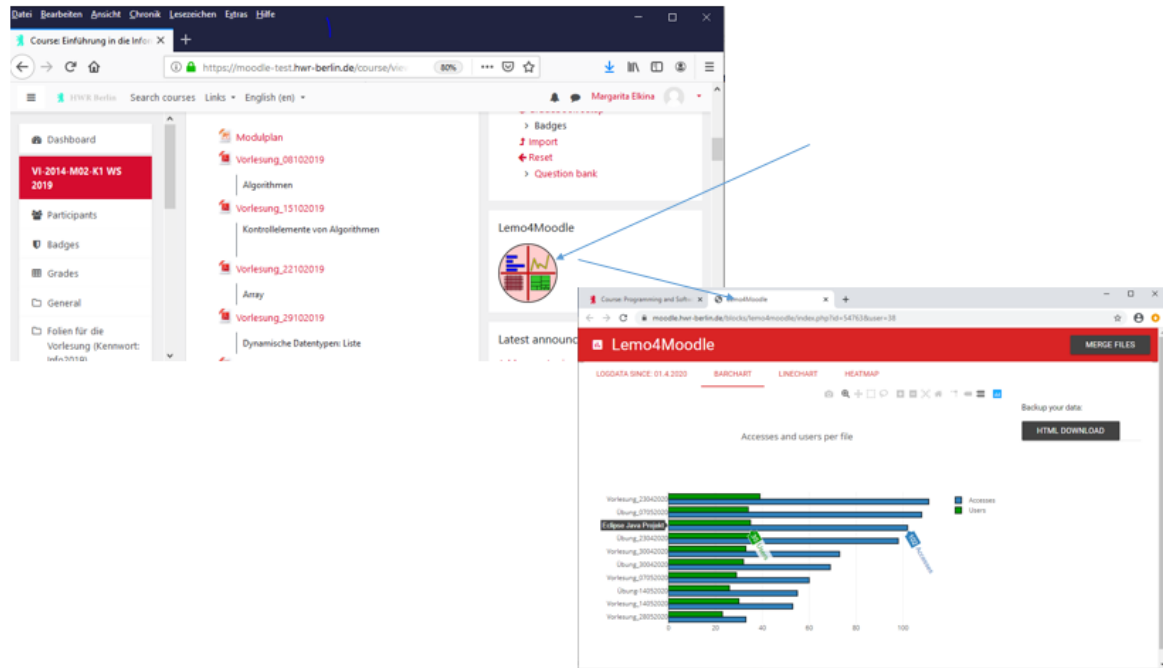 Datei Bearbeiten Ansicht Chronik Lesezeichen Extras Hilfe
Course: Einführung in die Infor
https://moodle-test.hwr-berlin.de/course/vie
80%
HWR Berlin Search courses Links English (en)
Margarita Elkina
Dashboard
VI-2014-M02-K1 WS
2019
Participants
Badges
Grades
General
Folien für die
Vorlesung (Kennwort:
Modulplan
Vorlesung_08102019
Algorithmen
Vorlesung_15102019
Kontrollelemente von Algorithmen
Vorlesung_22102019
Array
Vorlesung_29102019
Dynamische Datentypen: Liste
Badges
Import
Reset
Question bank
Lemo4Moodle
Latest announc
Course: Programming and Soft
Lemo4Moodle
moodle.hwr-berlin.de/blocks/lemo4moodle/index.php?id=54763&user=38
Lemo4Moodle
MERGE FILES
LOGDATA SINCE: 01.4.2020 BARCHART LINECHART HEATMAP
Backup your data:
HTML DOWNLOAD
Accesses and users per file
Vorlesung_23042020
Übung_07052020
Eclipse Java Projekt
Übung_23042020
Vorlesung_30042020
Übung_30042020
Vorlesung_07052020
Übung-14052020
Vorlesung_14052020
Vorlesung_28052020
0 20 40 60 80 100
Accesses
Users
Users
102 Accesses